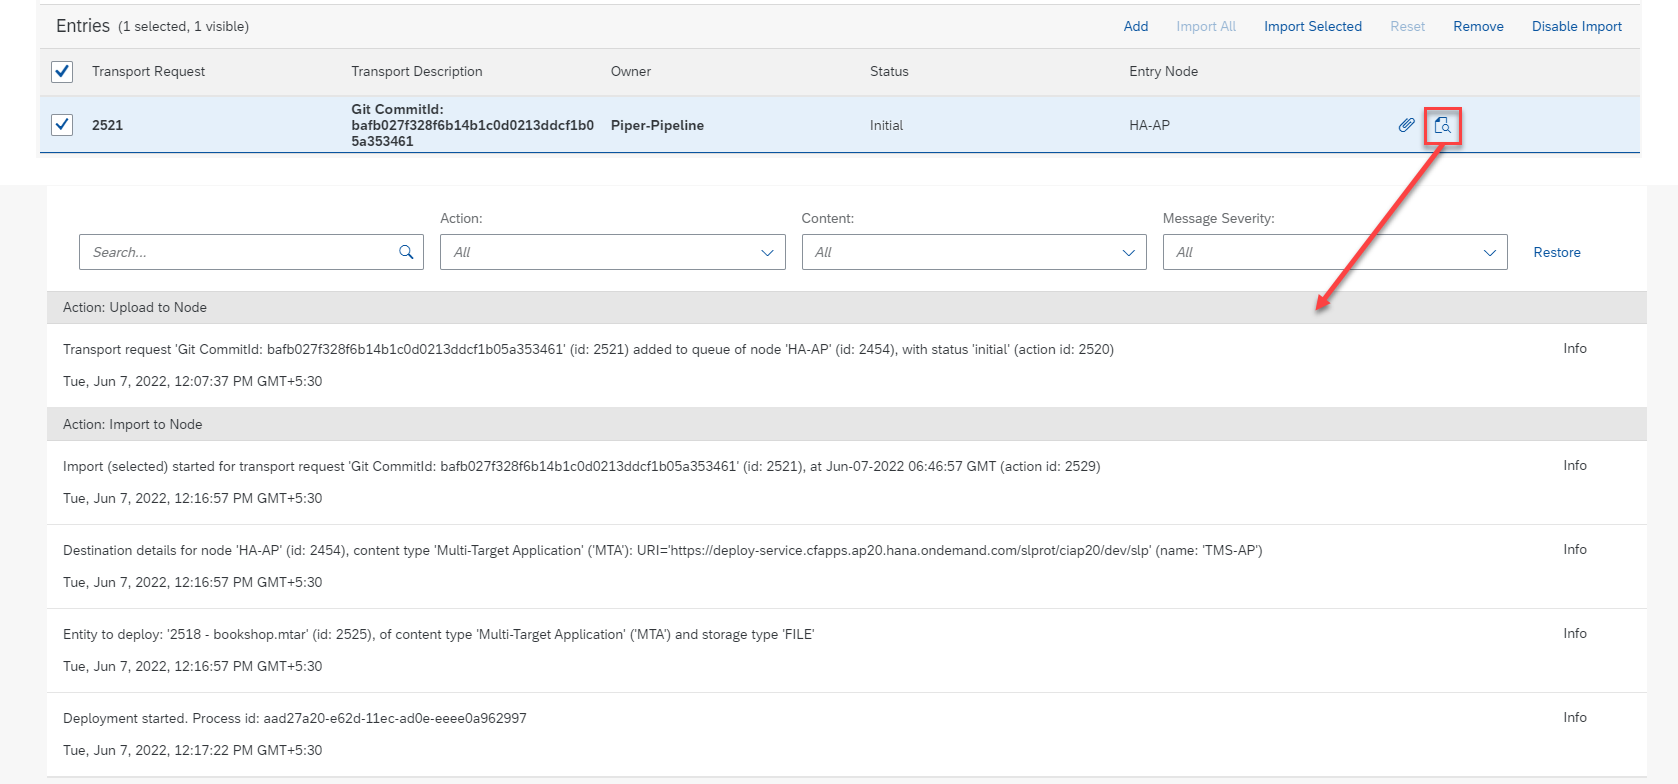 Entries (1 selected, 1 visible) Add Import All Import Selected Reset Remove Disable Import
Transport Request Transport Description Owner Status Entry Node
2521
Git CommitId:
bafb027f328f6b14b1c0d0213ddcf1b0
5a353461
Piper-Pipeline Initial HA-AP
Action: Content: Message Severity:
Search... All All All Restore
Action: Upload to Node
Transport request 'Git CommitId: bafb027f328f6b14b1c0d0213ddcf1b05a353461' (id: 2521) added to queue of node 'HA-AP' (id: 2454), with status 'initial' (action id: 2520) Info
Tue, Jun 7, 2022, 12:07:37 PM GMT+5:30
Action: Import to Node
Import (selected) started for transport request 'Git CommitId: bafb027f328f6b14b1c0d0213ddcf1b05a353461' (id: 2521), at Jun-07-2022 06:46:57 GMT (action id: 2529) Info
Tue, Jun 7, 2022, 12:16:57 PM GMT+5:30
Destination details for node 'HA-AP' (id: 2454), content type 'Multi-Target Application' ('MTA'): URI='https://deploy-service.cfapps.ap20.hana.ondemand.com/slprot/ciap20/dev/slp' (name: 'TMS-AP') Info
Tue, Jun 7, 2022, 12:16:57 PM GMT+5:30
Entity to deploy: '2518 - bookshop.mtar' (id: 2525), of content type 'Multi-Target Application' ('MTA') and storage type 'FILE' Info
Tue, Jun 7, 2022, 12:16:57 PM GMT+5:30
Deployment started. Process id: aad27a20-e62d-11ec-ad0e-eeee0a962997 Info
Tue, Jun 7, 2022, 12:17:22 PM GMT+5:30